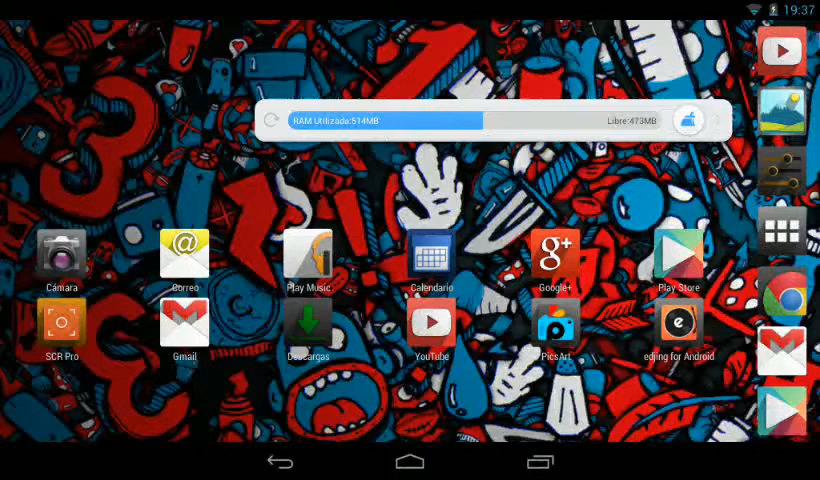 19:37
RAM Utilizada:514MB Libre:473MB
Cámara Correo Play Music Calendario Google+ Play Store
SCR Pro Gmail Descargas YouTube PicsArt edjing for Android